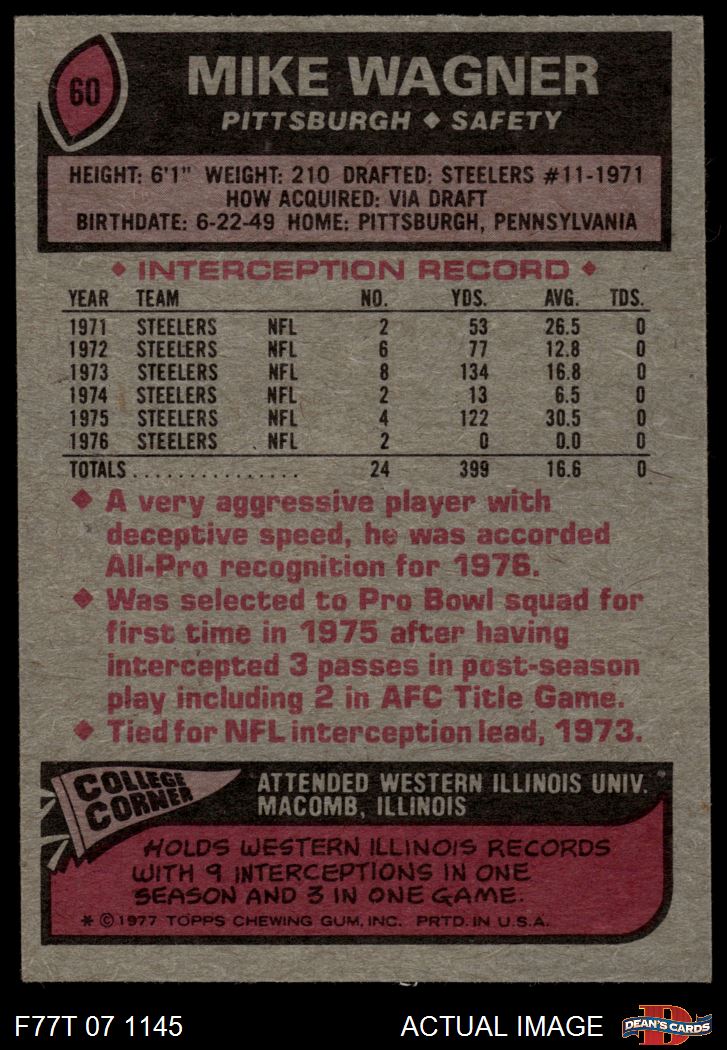 60
MIKE WAGNER
PITTSBURGH ◆ SAFETY
HEIGHT: 6'1" WEIGHT: 210 DRAFTED: STEELERS #11-1971
HOW ACQUIRED: VIA DRAFT
BIRTHDATE: 6-22-49 HOME: PITTSBURGH, PENNSYLVANIA
◆ INTERCEPTION RECORD ◆
YEAR TEAM NO. YDS. AVG. TDS.
1971 STEELERS NFL 2 53 26.5 0
1972 STEELERS NFL 6 77 12.8 0
1973 STEELERS NFL 8 134 16.8 0
1974 STEELERS NFL 2 13 6.5 0
1975 STEELERS NFL 4 122 30.5 0
1976 STEELERS NFL 2 0 0.0 0
TOTALS................ 24 399 16.6 0
◆ A very aggressive player with
deceptive speed, he was accorded
All-Pro recognition for 1976.
◆ Was selected to Pro Bowl squad for
first time in 1975 after having
intercepted 3 passes in post-season
play including 2 in AFC Title Game.
◆ Tied for NFL interception lead, 1973.
COLLEGE
CORNER
ATTENDED WESTERN ILLINOIS UNIV.
MACOMB, ILLINOIS
HOLDS WESTERN ILLINOIS RECORDS
WITH 9 INTERCEPTIONS IN ONE
SEASON AND 3 IN ONE GAME.
* © 1977 TOPPS CHEWING GUM, INC. PRTD. IN U.S.A.
F77T 07 1145
ACTUAL IMAGE
D
DEAN'S CARDS